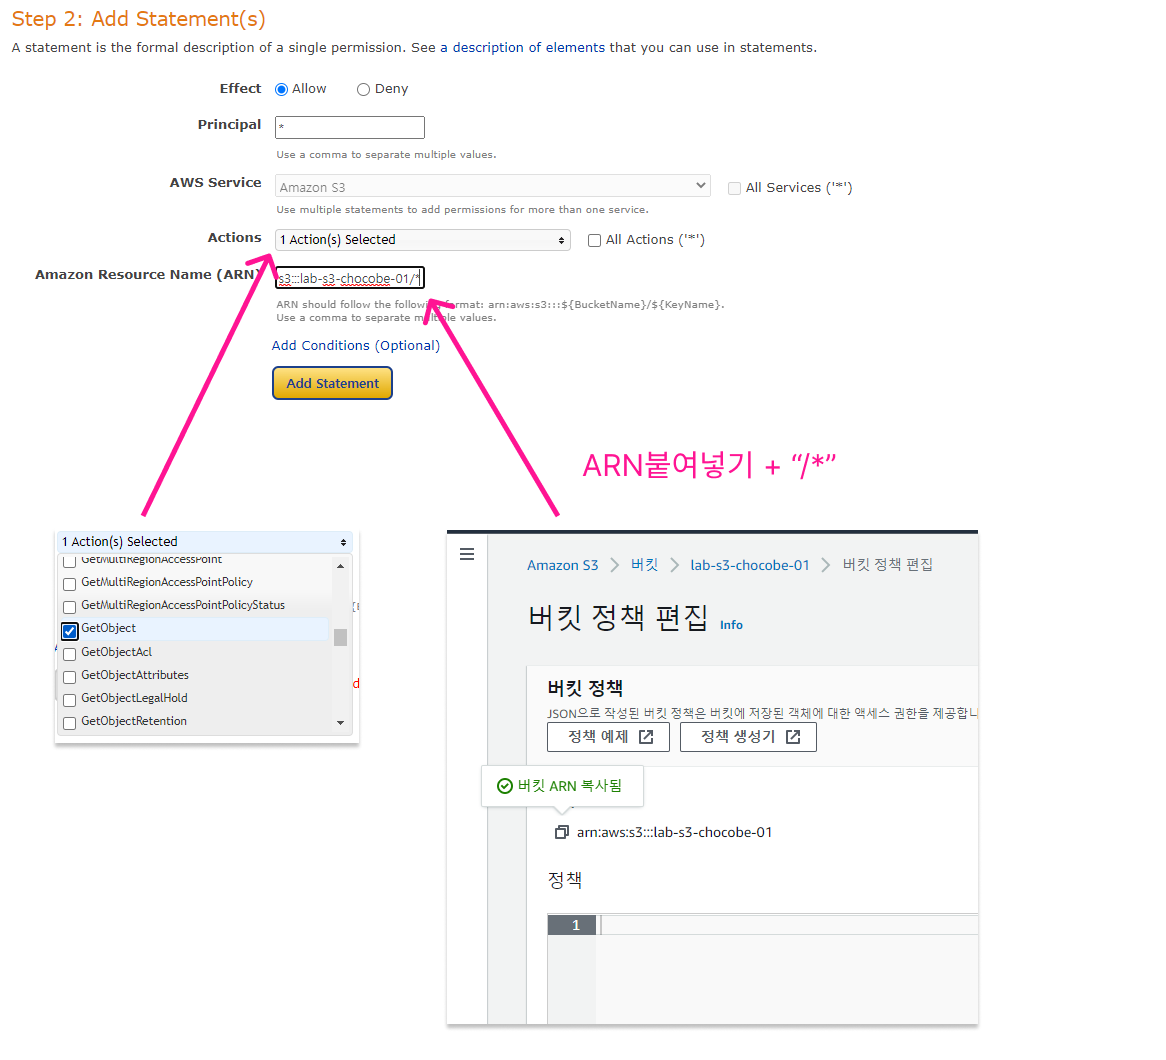 Step 2: Add Statement(s)
A statement is the formal description of a single permission. See a description of elements that you can use in statements.
Effect Allow Deny
Principal *
Use a comma to separate multiple values.
AWS Service Amazon S3 All Services ('*')
Use multiple statements to add permissions for more than one service.
Actions 1 Action(s) Selected All Actions ('*')
Amazon Resource Name (ARN) s3:::lab-s3-chocobe-01/*
ARN should follow the following format: arn:aws:s3:::${BucketName}/${KeyName}.
Use a comma to separate multiple values.
Add Conditions (Optional)
Add Statement
ARN붙여넣기 + “/*”
1 Action(s) Selected
GetMultiRegionAccessPoint
GetMultiRegionAccessPointPolicy
GetMultiRegionAccessPointPolicyStatus
GetObject
GetObjectAcl
GetObjectAttributes
GetObjectLegalHold
GetObjectRetention
Amazon S3 버킷 lab-s3-chocobe-01 버킷 정책 편집
버킷 정책 편집 Info
버킷 정책
JSON으로 작성된 버킷 정책은 버킷에 저장된 객체에 대한 액세스 권한을 제공합니
정책 예제 정책 생성기
버킷 ARN 복사됨
arn:aws:s3:::lab-s3-chocobe-01
정책
1